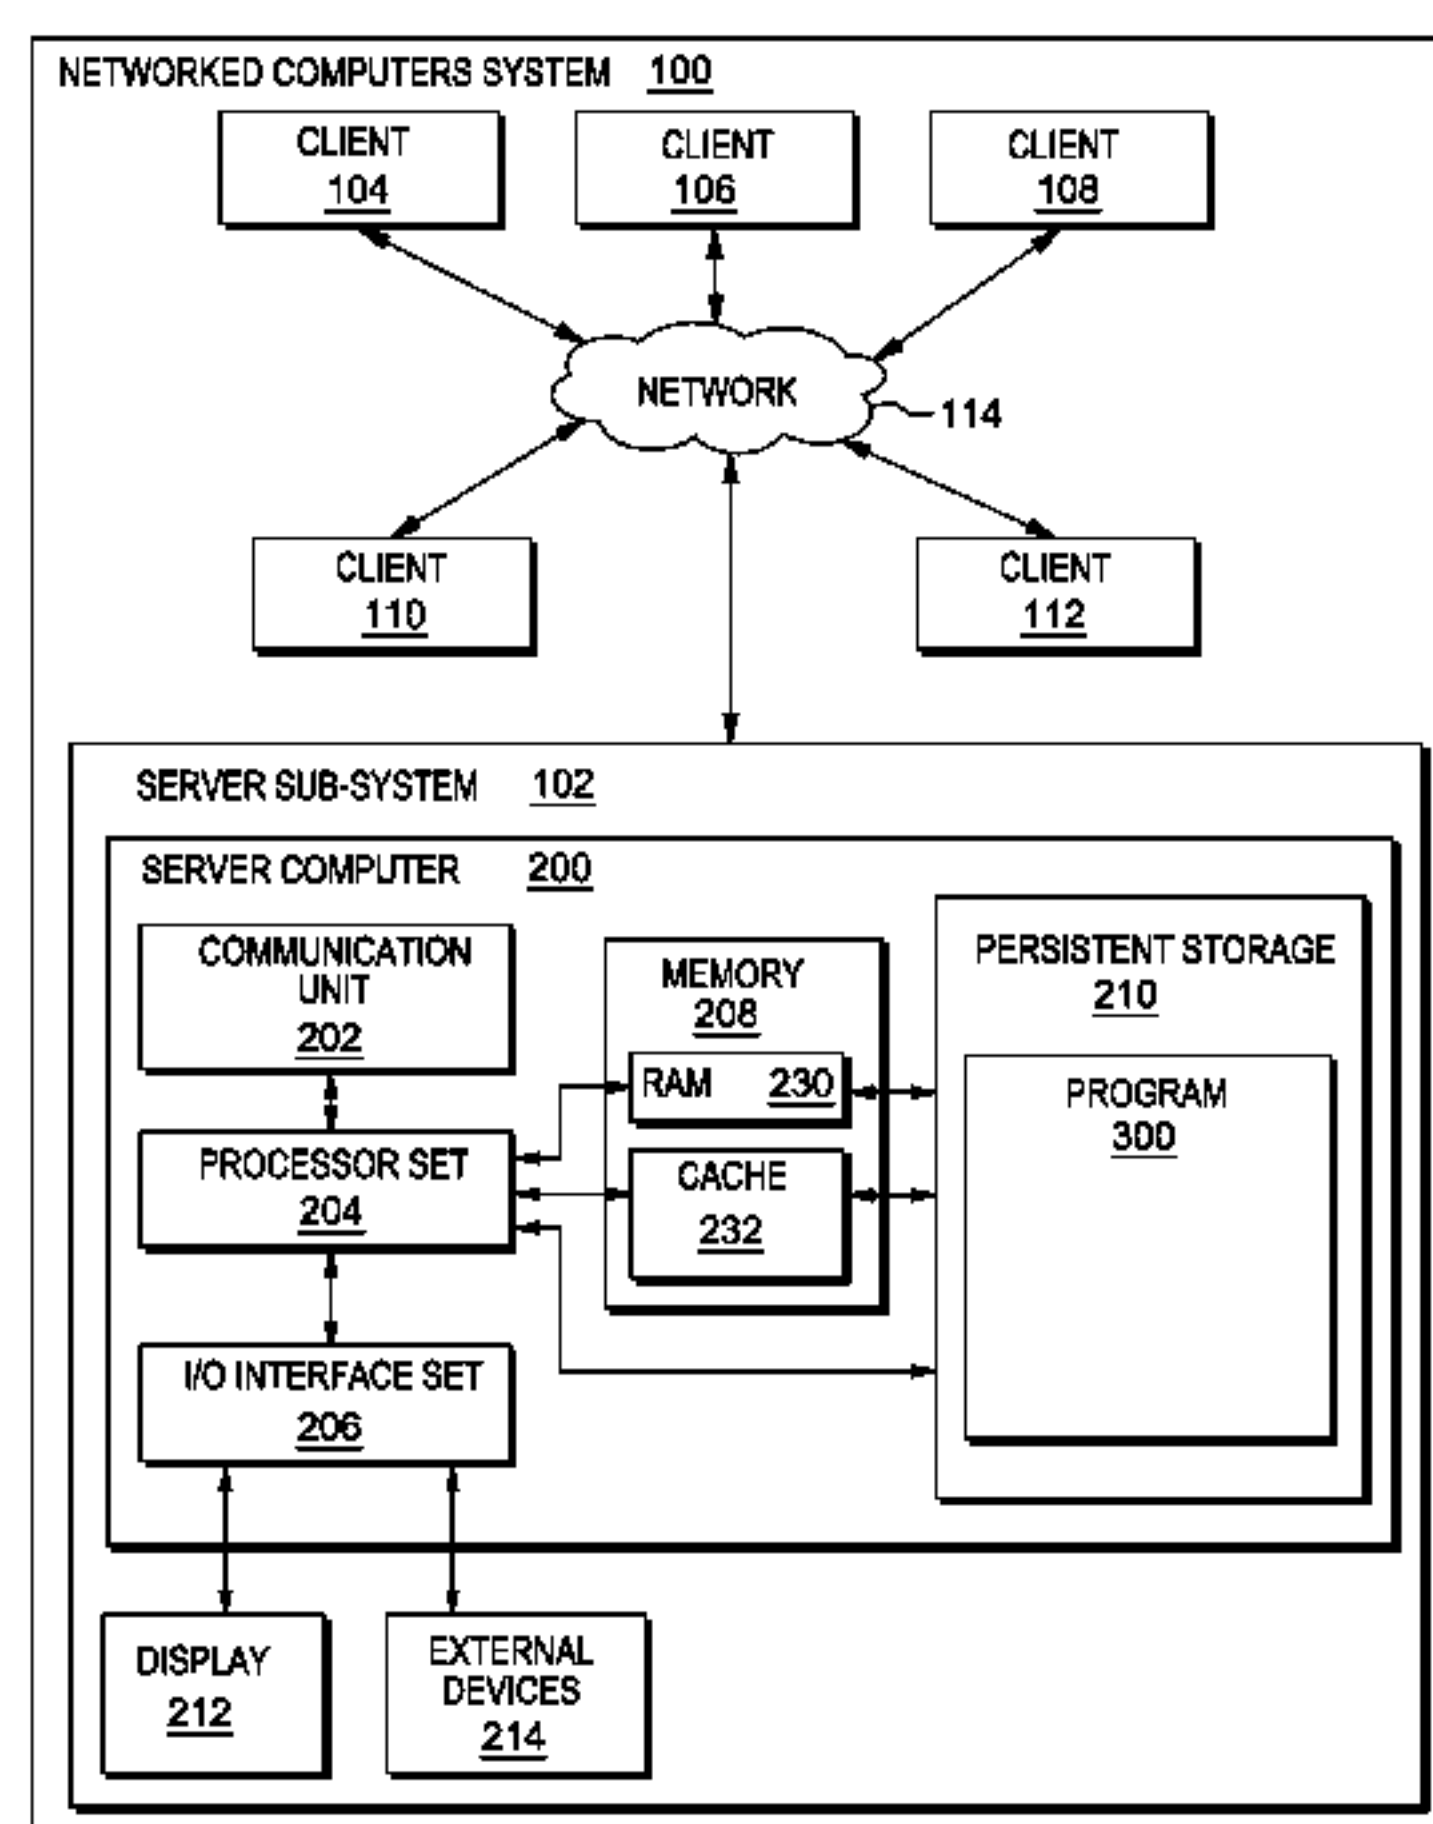 NETWORKED COMPUTERS SYSTEM 100
CLIENT
104
CLIENT
106
CLIENT
108
NETWORK
114
CLIENT
110
CLIENT
112
SERVER SUB-SYSTEM 102
SERVER COMPUTER 200
COMMUNICATION
UNIT
202
PROCESSOR SET
204
I/O INTERFACE SET
206
MEMORY
208
RAM 230
CACHE
232
PERSISTENT STORAGE
210
PROGRAM
300
DISPLAY
212
EXTERNAL
DEVICES
214